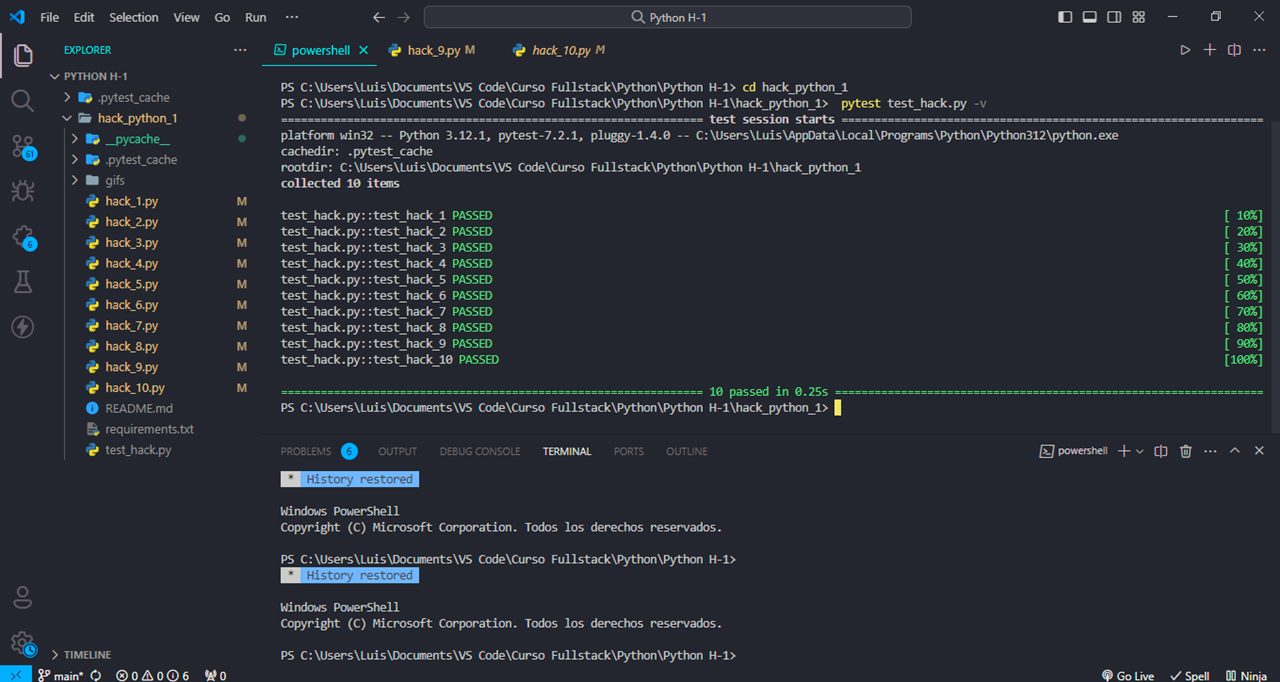 File Edit Selection View Go Run ··· Python H-1
EXPLORER ···
PYTHON H-1
.pytest_cache
hack_python_1
__pycache__
.pytest_cache
gifs
hack_1.py M
hack_2.py M
hack_3.py M
hack_4.py M
hack_5.py M
hack_6.py M
hack_7.py M
hack_8.py M
hack_9.py M
hack_10.py M
README.md
requirements.txt
test_hack.py
TIMELINE
61
6
powershell hack_9.py M hack_10.py M
PS C:\Users\Luis\Documents\VS Code\Curso Fullstack\Python\Python H-1> cd hack_python_1
PS C:\Users\Luis\Documents\VS Code\Curso Fullstack\Python\Python H-1\hack_python_1> pytest test_hack.py -v
================================================================ test session starts ================================================================
platform win32 -- Python 3.12.1, pytest-7.2.1, pluggy-1.4.0 -- C:\Users\Luis\AppData\Local\Programs\Python\Python312\python.exe
cachedir: .pytest_cache
rootdir: C:\Users\Luis\Documents\VS Code\Curso Fullstack\Python\Python H-1\hack_python_1
collected 10 items
test_hack.py::test_hack_1 PASSED [ 10%]
test_hack.py::test_hack_2 PASSED [ 20%]
test_hack.py::test_hack_3 PASSED [ 30%]
test_hack.py::test_hack_4 PASSED [ 40%]
test_hack.py::test_hack_5 PASSED [ 50%]
test_hack.py::test_hack_6 PASSED [ 60%]
test_hack.py::test_hack_7 PASSED [ 70%]
test_hack.py::test_hack_8 PASSED [ 80%]
test_hack.py::test_hack_9 PASSED [ 90%]
test_hack.py::test_hack_10 PASSED [100%]
================================================================ 10 passed in 0.25s =================================================================
PS C:\Users\Luis\Documents\VS Code\Curso Fullstack\Python\Python H-1\hack_python_1>
PROBLEMS 6 OUTPUT DEBUG CONSOLE TERMINAL PORTS OUTLINE powershell
* History restored
Windows PowerShell
Copyright (C) Microsoft Corporation. Todos los derechos reservados.
PS C:\Users\Luis\Documents\VS Code\Curso Fullstack\Python\Python H-1>
* History restored
Windows PowerShell
Copyright (C) Microsoft Corporation. Todos los derechos reservados.
PS C:\Users\Luis\Documents\VS Code\Curso Fullstack\Python\Python H-1>
main* 0 0 6 0 Go Live Spell Ninja